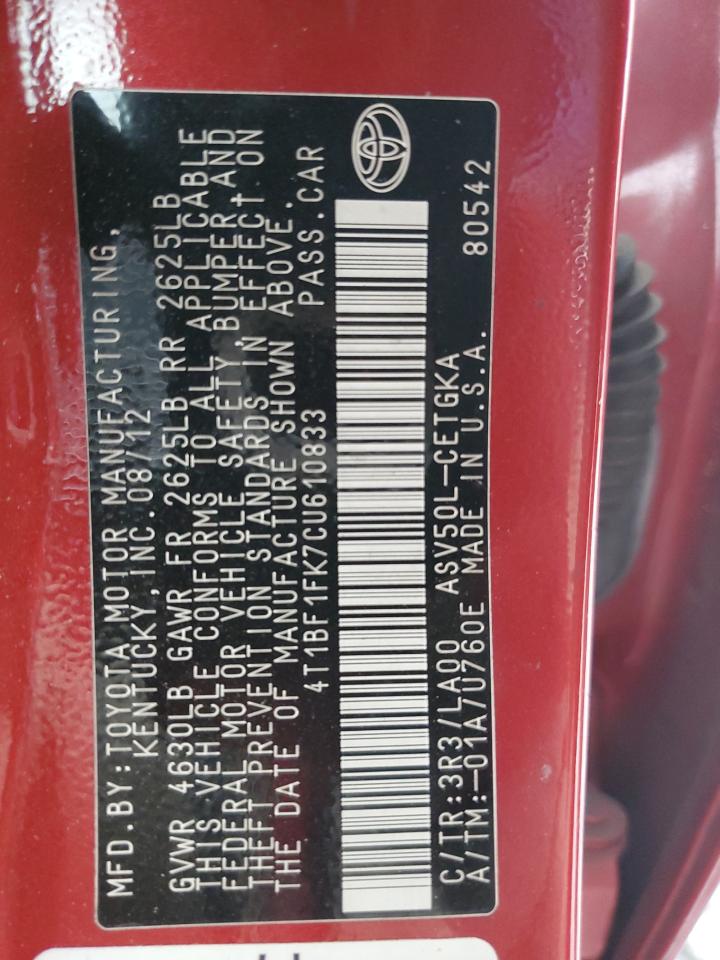 MFD.BY:TOYOTA MOTOR MANUFACTURING,
KENTUCKY,INC.08/12
GVWR 4630LB GAWR FR 2625LB RR 2625LB
THIS VEHICLE CONFORMS TO ALL APPLICABLE
FEDERAL MOTOR VEHICLE SAFETY,BUMPER,AND
THEFT PREVENTION STANDARDS IN EFFECT ON
THE DATE OF MANUFACTURE SHOWN ABOVE.
4T1BF1FK7CU610833 PASS.CAR
C/TR:3R3/LA00 ASV50L-CETGKA 80542
A/TM:-01A/U760E MADE IN U.S.A.